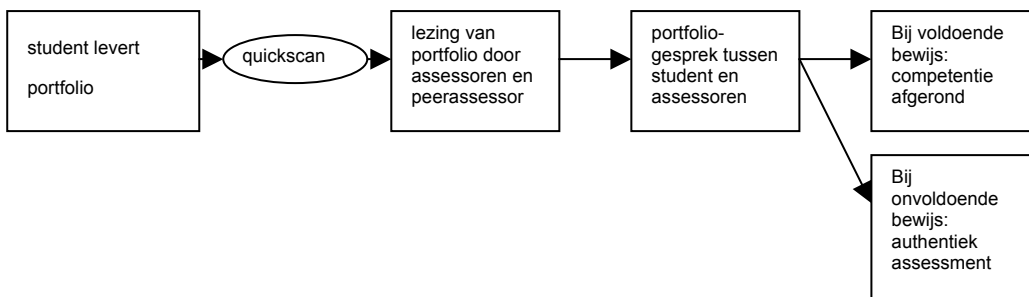 student levert
portfolio
quickscan
lezing van
portfolio door
assessoren en
peerassessor
portfolio-
gesprek tussen
student en
assessoren
Bij voldoende
bewijs:
competentie
afgerond
Bij
onvoldoende
bewijs:
authentiek
assessment